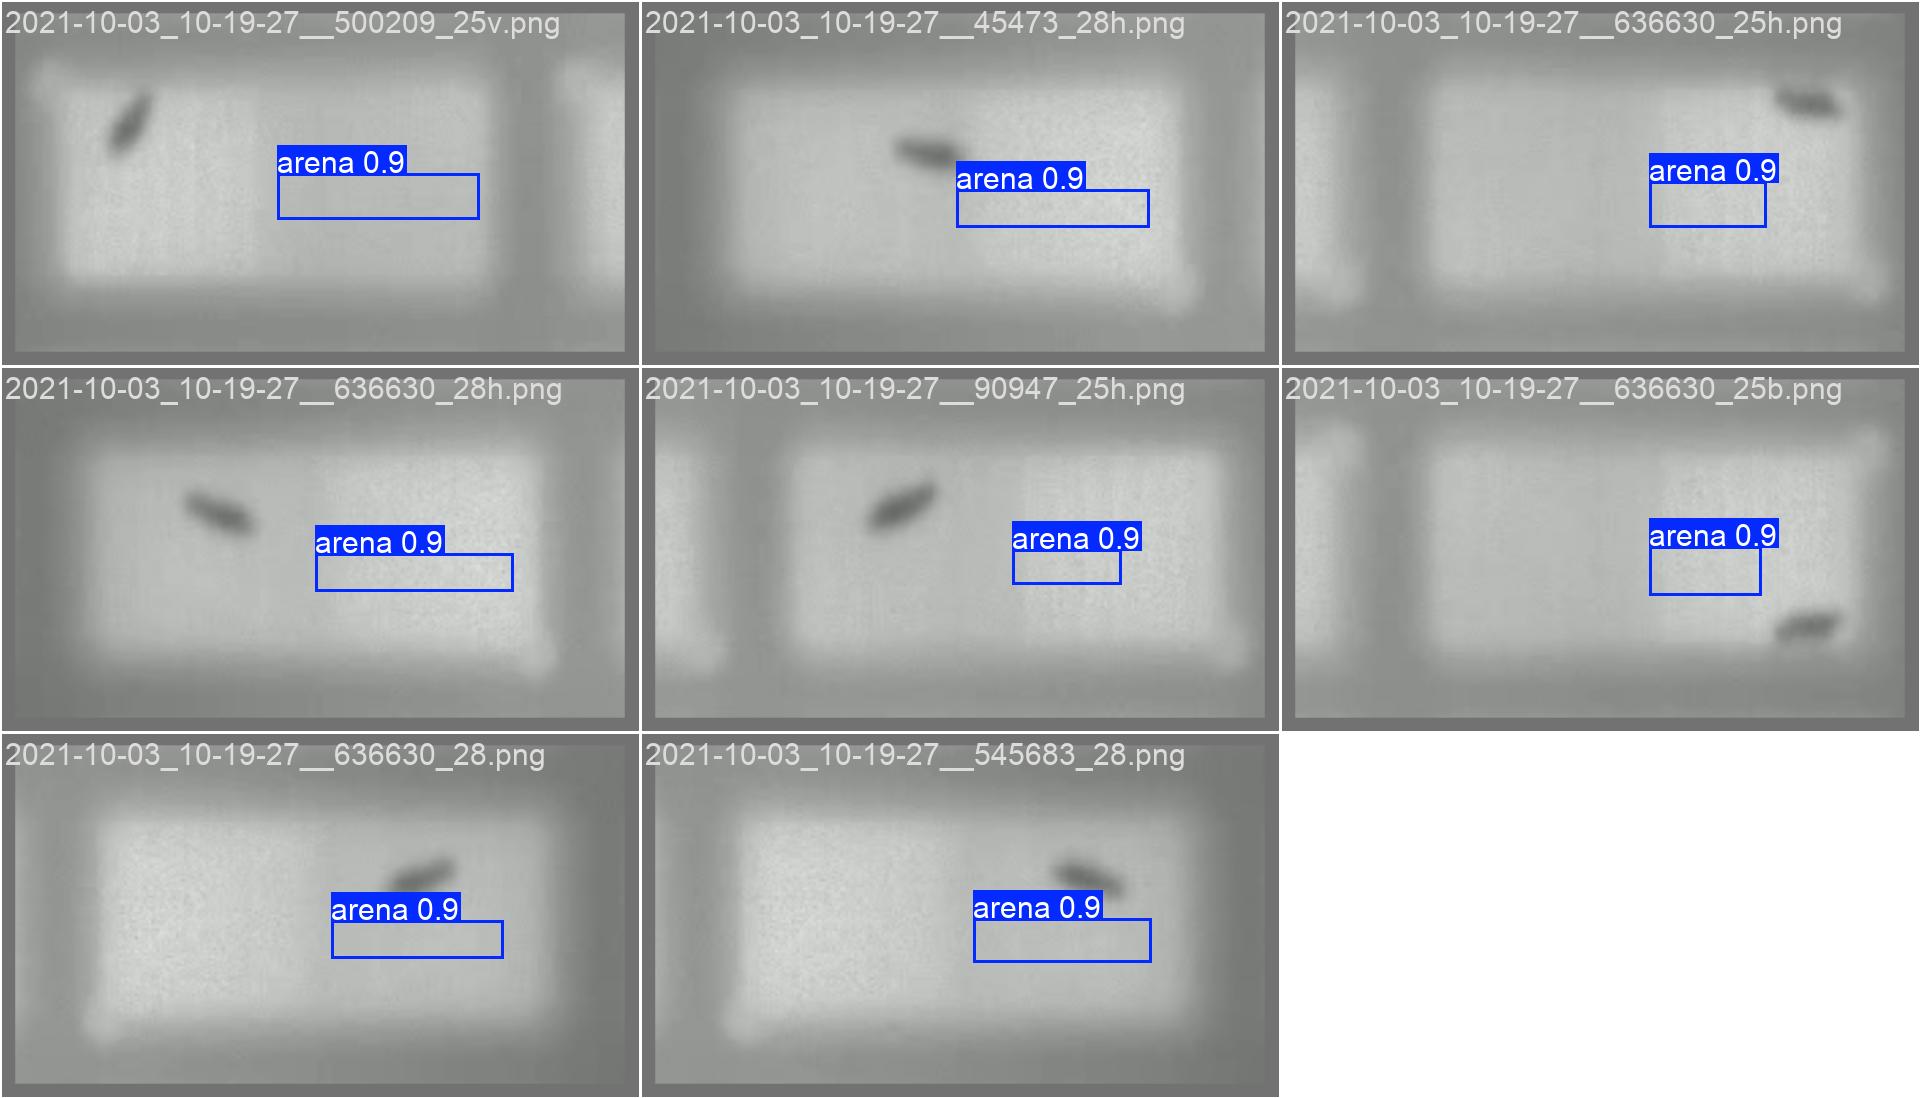 2021-10-03_10-19-27__500209_25v.png
arena 0.9
2021-10-03_10-19-27__45473_28h.png
arena 0.9
2021-10-03_10-19-27__636630_25h.png
arena 0.9
2021-10-03_10-19-27__636630_28h.png
arena 0.9
2021-10-03_10-19-27__90947_25h.png
arena 0.9
2021-10-03_10-19-27__636630_25b.png
arena 0.9
2021-10-03_10-19-27__636630_28.png
arena 0.9
2021-10-03_10-19-27__545683_28.png
arena 0.9